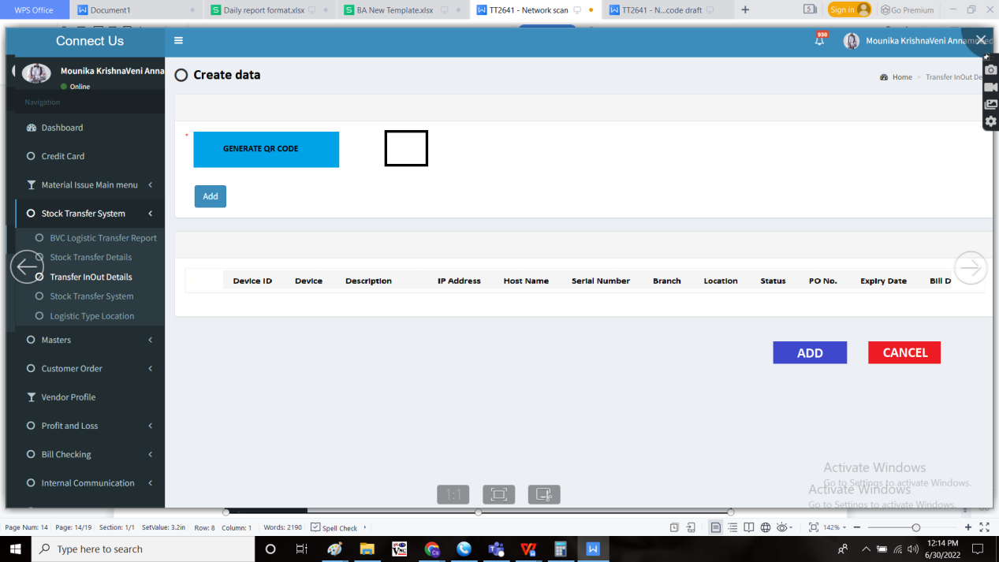 WPS Office
Document1
Daily report format.xlsx
BA New Template.xlsx
TT2641 - Network scan
TT2641 - N...code draft
Sign in
Go Premium
Connect Us
930
Mounika KrishnaVeni Annam
Mounika KrishnaVeni Anna
Online
Create data
Home > Transfer InOut De
Navigation
Dashboard
Credit Card
Material Issue Main menu
Stock Transfer System
BVC Logistic Transfer Report
Stock Transfer Details
Transfer InOut Details
Stock Transfer System
Logistic Type Location
Masters
Customer Order
Vendor Profile
Profit and Loss
Bill Checking
Internal Communication
* GENERATE QR CODE
Add
Device ID Device Description IP Address Host Name Serial Number Branch Location Status PO No. Expiry Date Bill D
ADD CANCEL
Activate Windows
Go to Settings to activate Windows.
Activate Windows
Go to Settings to activate Windows.
1:1
Page Num: 14 Page: 14/19 Section: 1/1 SetValue: 3.2in Row: 8 Column: 1 Words: 2190 Spell Check 142%
Type here to search
12:14 PM
6/30/2022